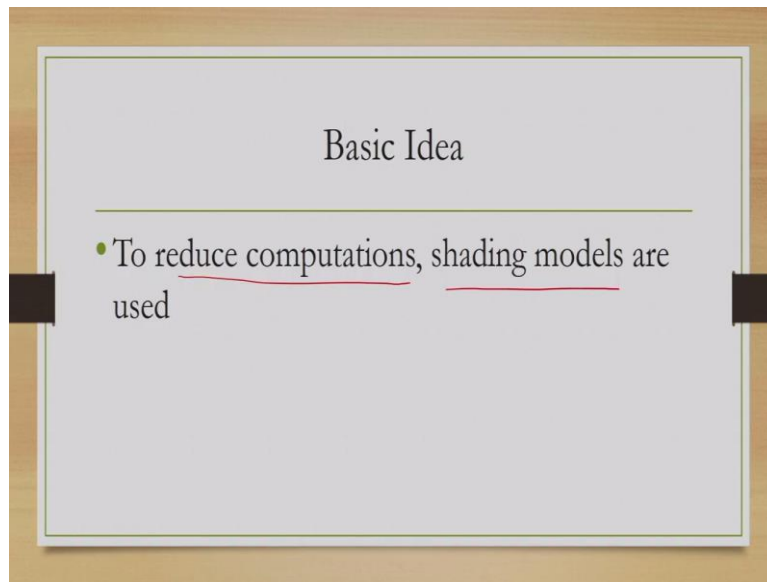 Basic Idea
•To reduce computations, shading models are
used